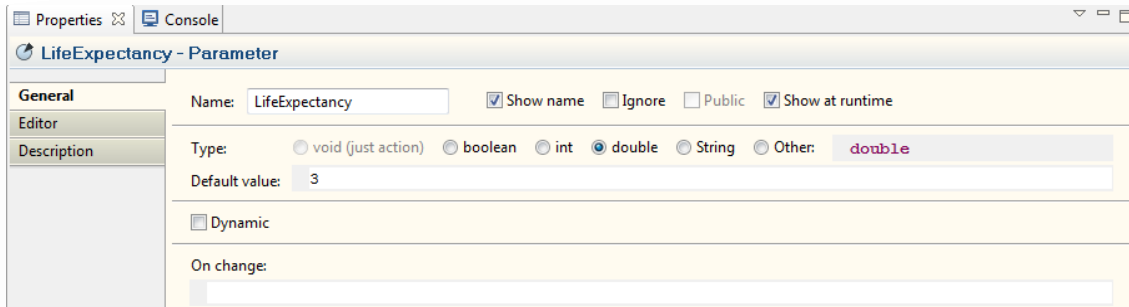 Properties Console
LifeExpectancy - Parameter
General
Editor
Description
Name: LifeExpectancy Show name Ignore Public Show at runtime
Type: void (just action) boolean int double String Other: double
Default value: 3
Dynamic
On change: